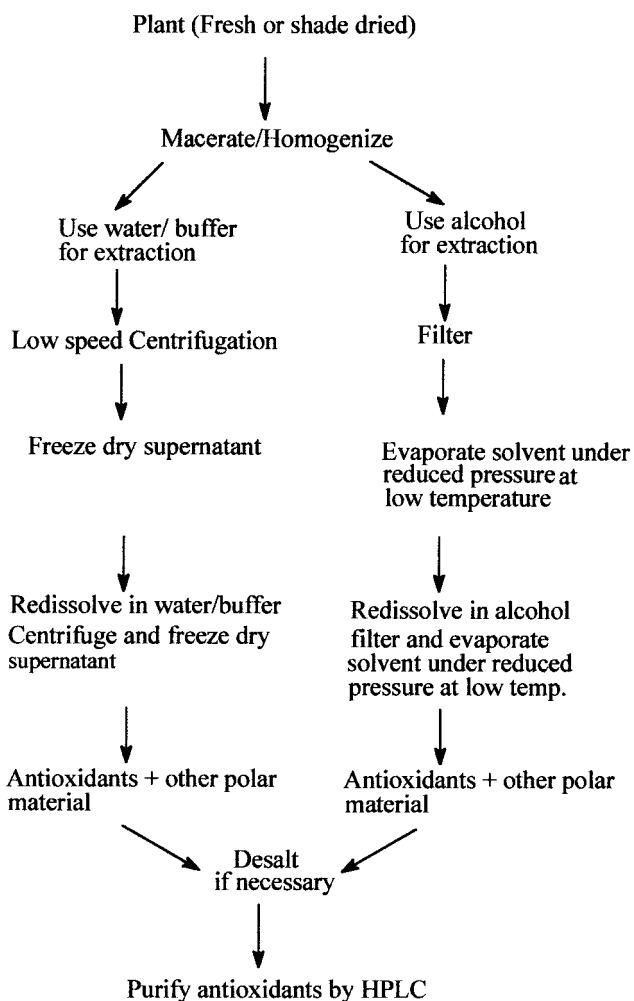 Plant (Fresh or shade dried)
Macerate/Homogenize
Use water/ buffer
for extraction
Low speed Centrifugation
Freeze dry supernatant
Redissolve in water/buffer
Centrifuge and freeze dry
supernatant
Antioxidants + other polar
material
Use alcohol
for extraction
Filter
Evaporate solvent under
reduced pressure at
low temperature
Redissolve in alcohol
filter and evaporate
solvent under reduced
pressure at low temp.
Antioxidants + other polar
material
Desalt
if necessary
Purify antioxidants by HPLC